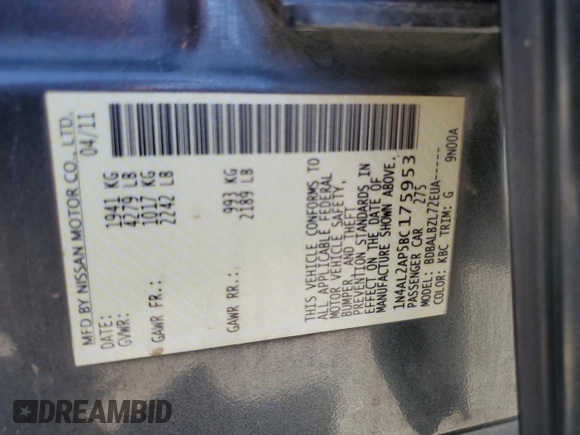 MFD BY NISSAN MOTOR CO., LTD.
DATE: 04/11
GVWR: 1941 KG
4279 LB
GAWR FR.: 1017 KG
2242 LB
GAWR RR.: 993 KG
2189 LB
THIS VEHICLE CONFORMS TO
ALL APPLICABLE FEDERAL
MOTOR VEHICLE SAFETY,
BUMPER, AND THEFT
PREVENTION STANDARDS IN
EFFECT ON THE DATE OF
MANUFACTURE SHOWN ABOVE.
1N4AL2AP5BC175953
PASSENGER CAR 275
MODEL: BDBALBZL77ZEUA-----
COLOR: KBC TRIM: G 9N00A
DREAMBID